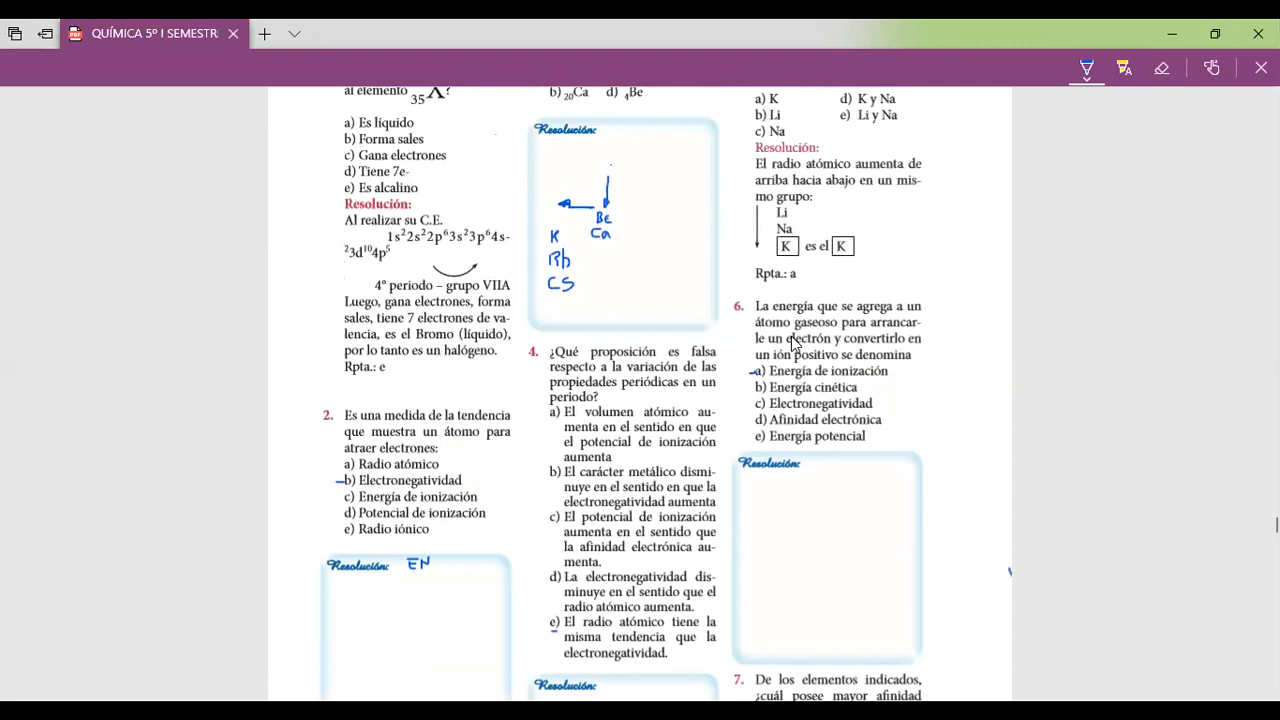 QUÍMICA 5º I SEMESTR
al elemento 35X?
a) Es líquido
b) Forma sales
c) Gana electrones
d) Tiene 7e-
e) Es alcalino
Resolución:
Al realizar su C.E.
1s²2s²2p⁶3s²3p⁶4s-
²3d¹⁰4p⁵
4º periodo – grupo VIIA
Luego, gana electrones, forma
sales, tiene 7 electrones de va-
lencia, es el Bromo (líquido),
por lo tanto es un halógeno.
Rpta.: e
2. Es una medida de la tendencia
que muestra un átomo para
atraer electrones:
a) Radio atómico
b) Electronegatividad
c) Energía de ionización
d) Potencial de ionización
e) Radio iónico
Resolución: EN
b) ₂₀Ca d) ₄Be
Resolución:
Be
K Ca
Rb
CS
4. ¿Qué proposición es falsa
respecto a la variación de las
propiedades periódicas en un
periodo?
a) El volumen atómico au-
menta en el sentido en que
el potencial de ionización
aumenta
b) El carácter metálico dismi-
nuye en el sentido en que la
electronegatividad aumenta
c) El potencial de ionización
aumenta en el sentido que
la afinidad electrónica au-
menta.
d) La electronegatividad dis-
minuye en el sentido que el
radio atómico aumenta.
e) El radio atómico tiene la
misma tendencia que la
electronegatividad.
Resolución:
a) K d) K y Na
b) Li e) Li y Na
c) Na
Resolución:
El radio atómico aumenta de
arriba hacia abajo en un mis-
mo grupo:
Li
Na
K es el K
Rpta.: a
6. La energía que se agrega a un
átomo gaseoso para arrancar-
le un electrón y convertirlo en
un ión positivo se denomina
a) Energía de ionización
b) Energía cinética
c) Electronegatividad
d) Afinidad electrónica
e) Energía potencial
Resolución:
7. De los elementos indicados,
¿cuál posee mayor afinidad